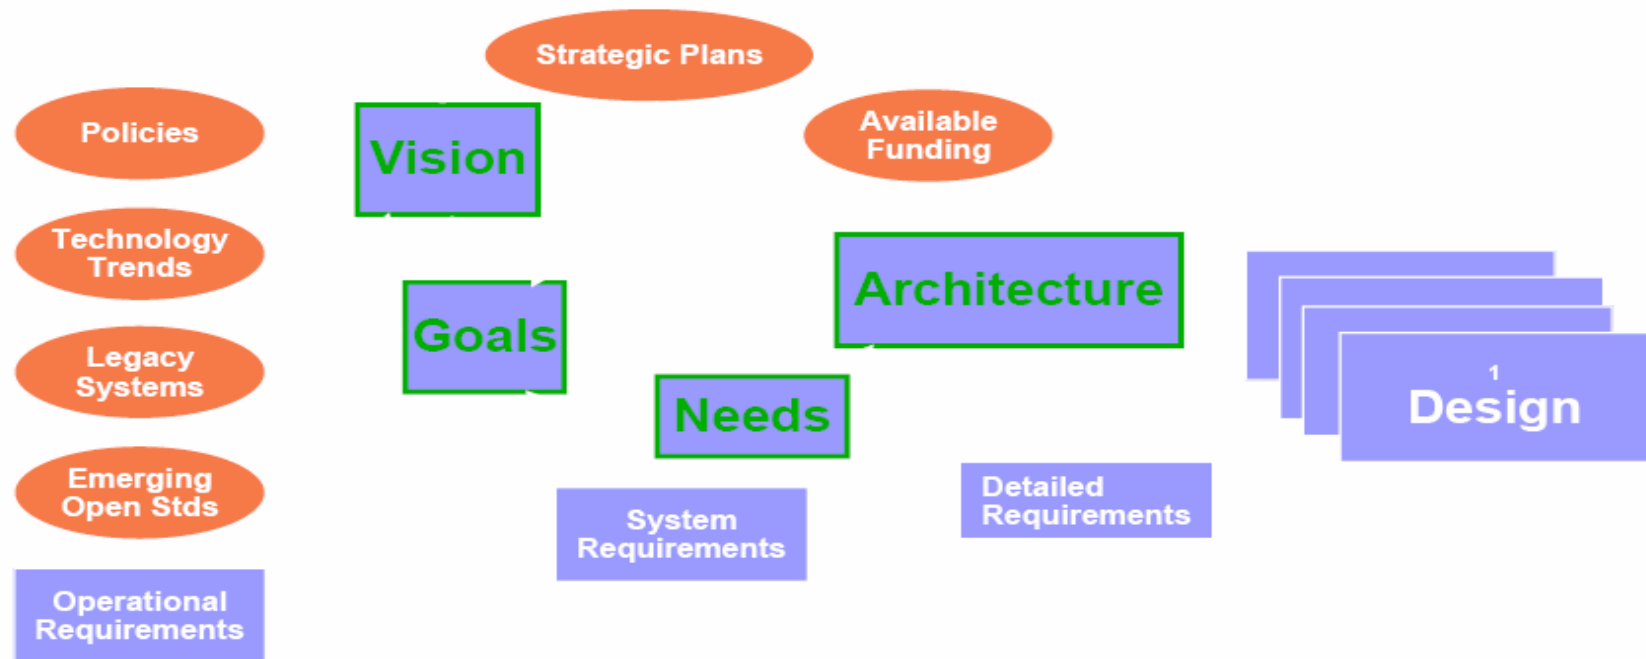 Strategic Plans
Policies
Vision
Available
Funding
Technology
Trends
Architecture
Goals
Legacy
Systems
Needs
1
Design
Emerging
Open Stds
System
Requirements
Detailed
Requirements
Operational
Requirements